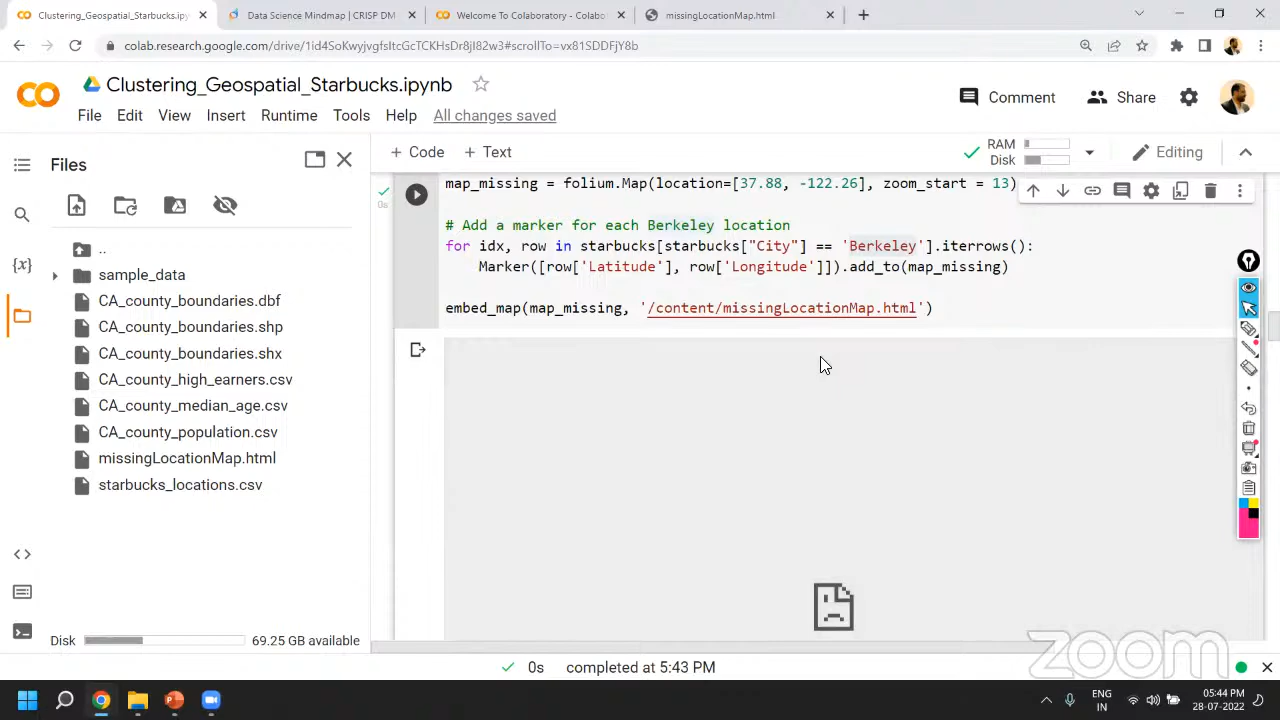 Clustering_Geospatial_Starbucks.ipynb
Data Science Mindmap | CRISP DM
Welcome To Colaboratory - Colabo
missingLocationMap.html
colab.research.google.com/drive/1id4SoKwyjvgfsItcGcTCKHsDr8jI82w3#scrollTo=vx81SDDFjY8b
Clustering_Geospatial_Starbucks.ipynb
Comment
Share
File Edit View Insert Runtime Tools Help All changes saved
Files
+ Code + Text
RAM
Disk
Editing
..
sample_data
CA_county_boundaries.dbf
CA_county_boundaries.shp
CA_county_boundaries.shx
CA_county_high_earners.csv
CA_county_median_age.csv
CA_county_population.csv
missingLocationMap.html
starbucks_locations.csv
{x}
Disk
69.25 GB available
0s
map_missing = folium.Map(location=[37.88, -122.26], zoom_start = 13)
# Add a marker for each Berkeley location
for idx, row in starbucks[starbucks["City"] == 'Berkeley'].iterrows():
Marker([row['Latitude'], row['Longitude']]).add_to(map_missing)
embed_map(map_missing, '/content/missingLocationMap.html')
zoom
0s completed at 5:43 PM
ENG
IN
05:44 PM
28-07-2022